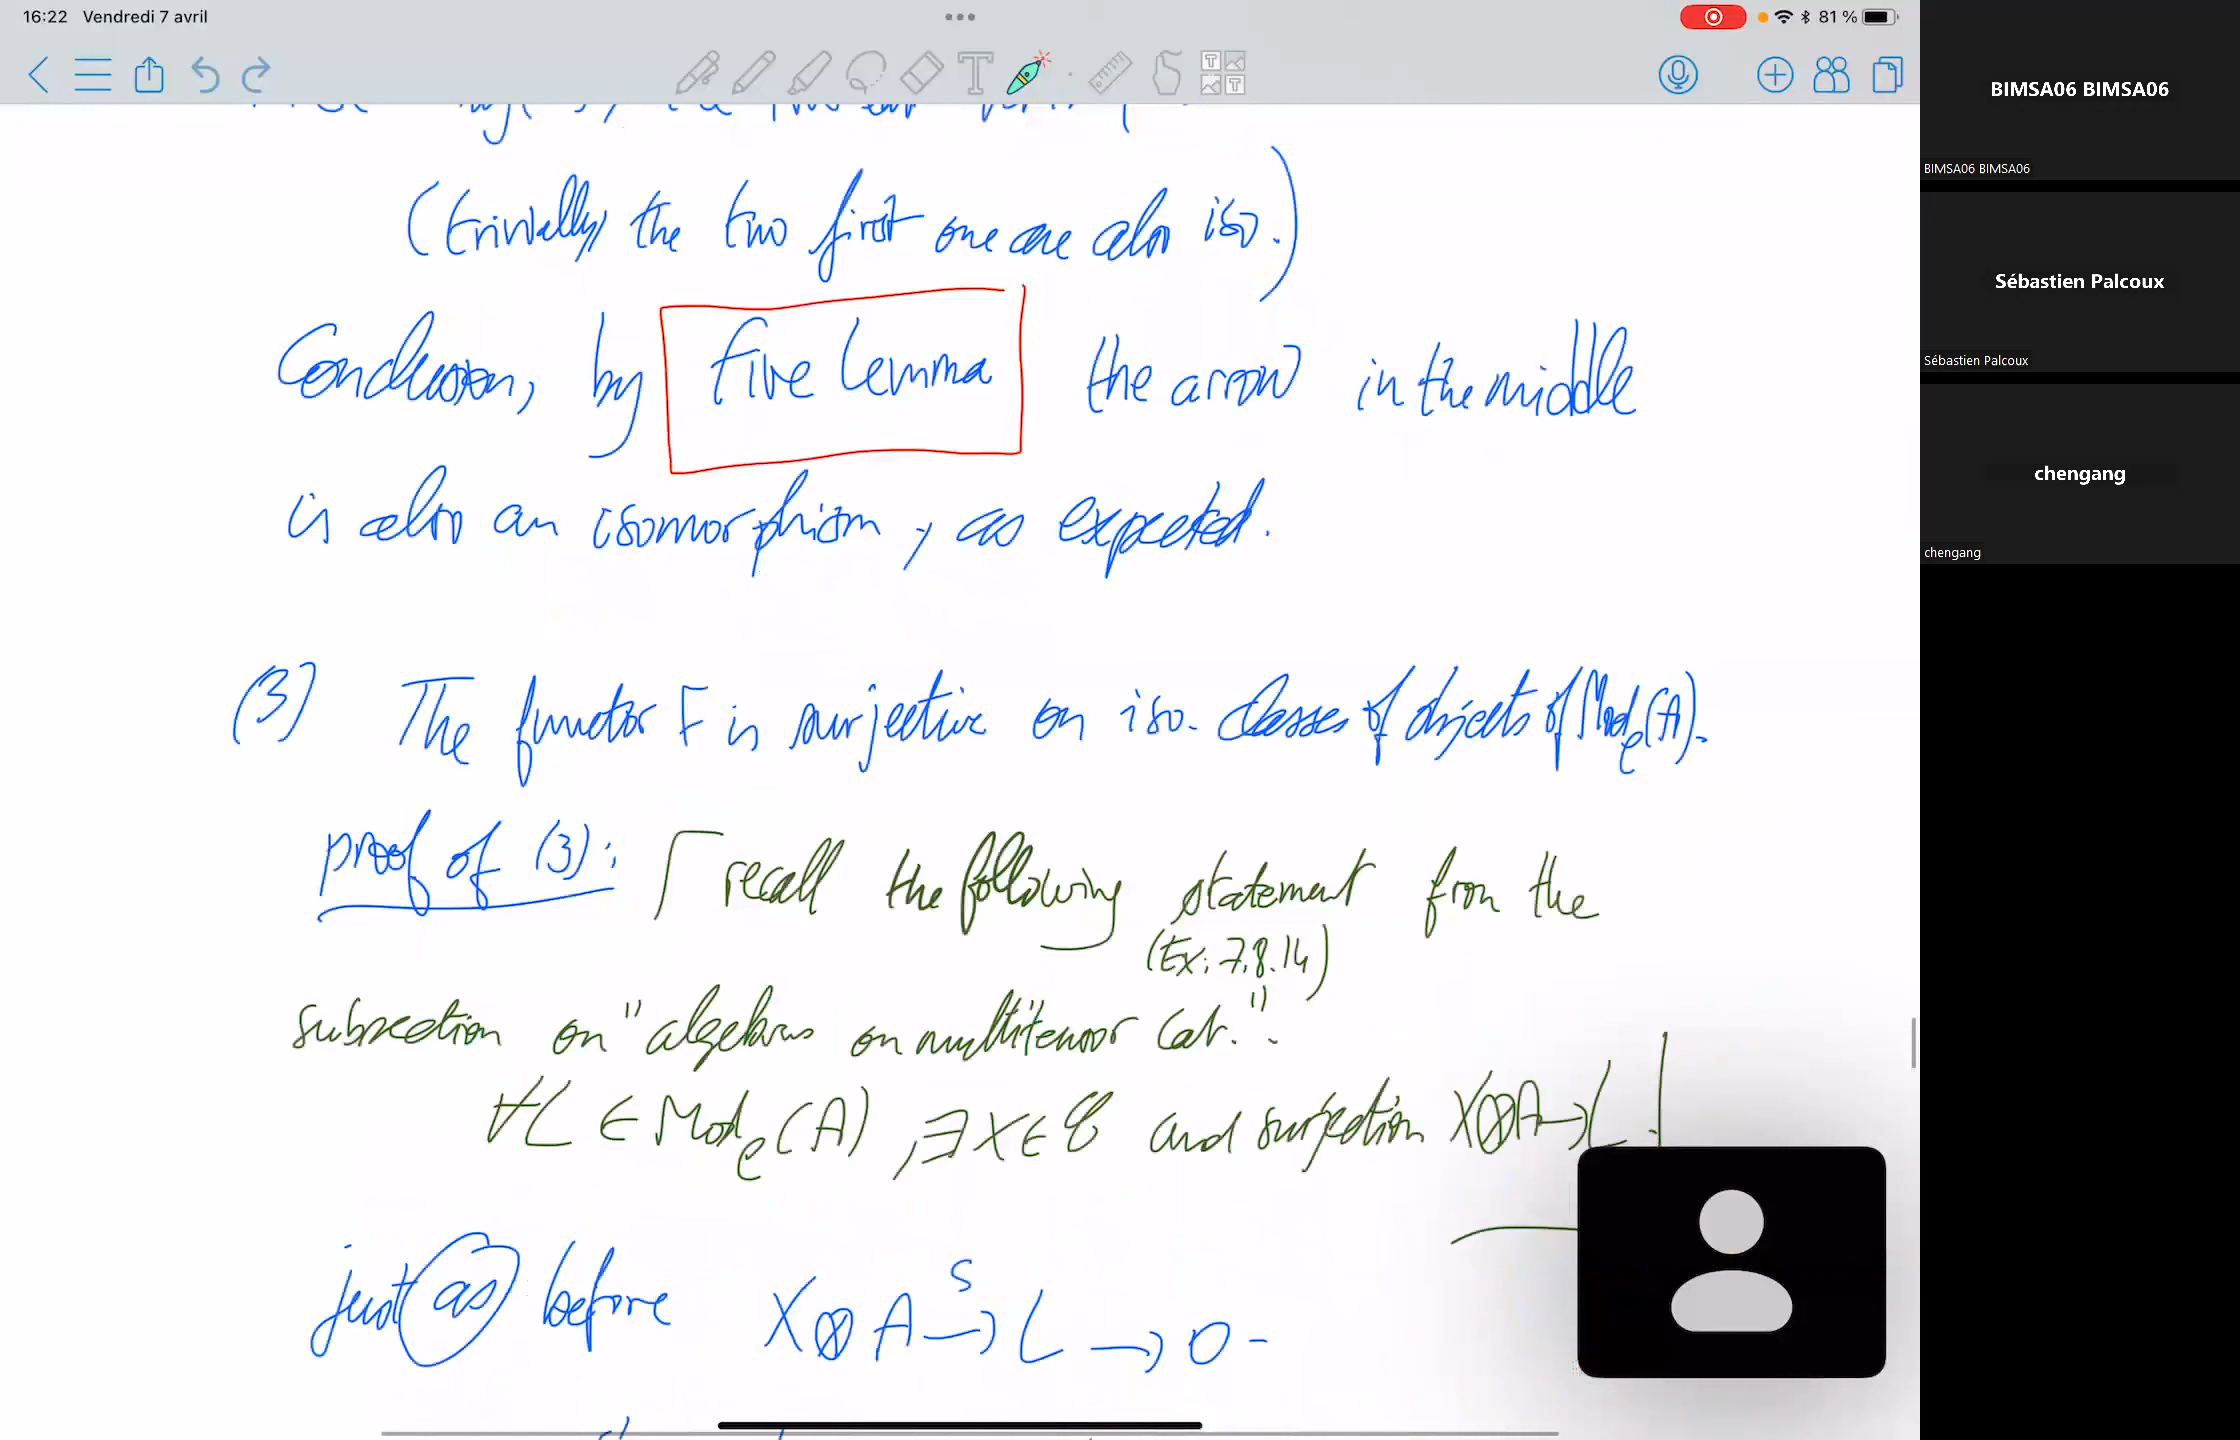 16:22 Vendredi 7 avril
81 %
(trivially, the two first one are also iso.)
Conclusion, by five lemma the arrow in the middle
is also an isomorphism, as expected.
(3) The functor F is surjective on iso. classes of objects of Mod_C(A).
proof of (3): recall the following statement from the
(Ex. 7.8.14)
subsection on "algebras on multitensor cat.".
∀L ∈ Mod_C(A), ∃X ∈ C and surjection X⊗A→L.
just as before X⊗A →^S L → 0
BIMSA06 BIMSA06
BIMSA06 BIMSA06
Sébastien Palcoux
Sébastien Palcoux
chengang
chengang